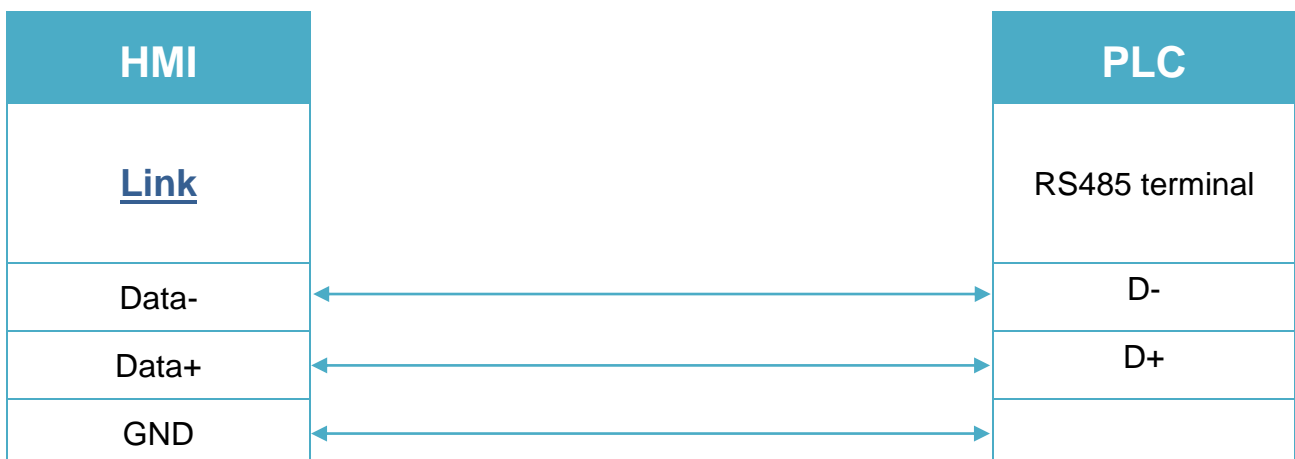 HMI
PLC
Link
RS485 terminal
Data-
D-
Data+
D+
GND